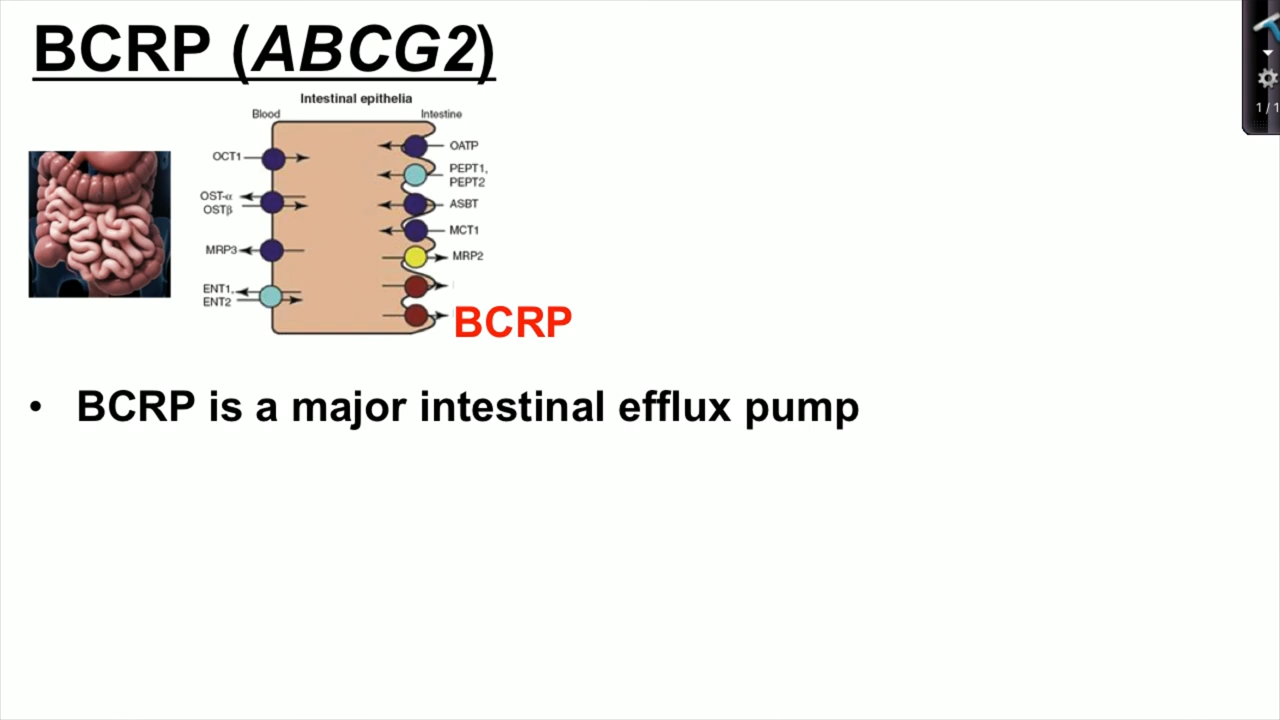 BCRP (ABCG2)
Intestinal epithelia
Blood
Intestine
OCT1
OST-α
OSTβ
MRP3
ENT1,
ENT2
OATP
PEPT1,
PEPT2
ASBT
MCT1
MRP2
BCRP
• BCRP is a major intestinal efflux pump
1 / 1